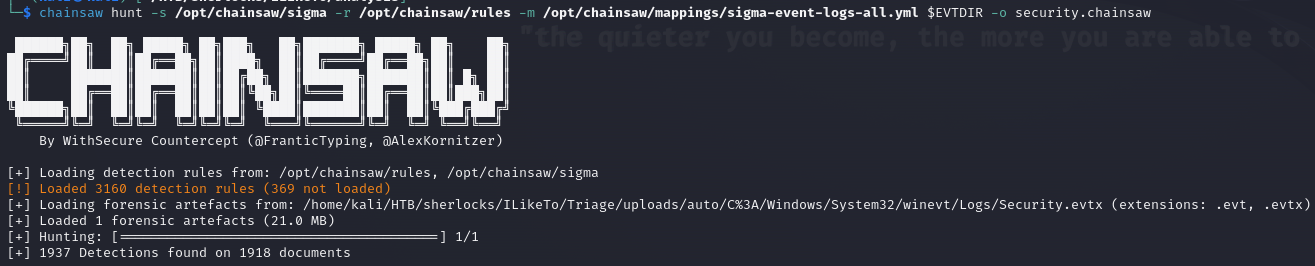 $ chainsaw hunt -s /opt/chainsaw/sigma -r /opt/chainsaw/rules -m /opt/chainsaw/mappings/sigma-event-logs-all.yml $EVTDIR -o security.chainsaw
"the quieter you become, the more you are able to
CHAINSAW
By WithSecure Countercept (@FranticTyping, @AlexKornitzer)
[+] Loading detection rules from: /opt/chainsaw/rules, /opt/chainsaw/sigma
[!] Loaded 3160 detection rules (369 not loaded)
[+] Loading forensic artefacts from: /home/kali/HTB/sherlocks/ILikeTo/Triage/uploads/auto/C%3A/Windows/System32/winevt/Logs/Security.evtx (extensions: .evt, .evtx)
[+] Loaded 1 forensic artefacts (21.0 MB)
[+] Hunting: [========================================] 1/1
[+] 1937 Detections found on 1918 documents